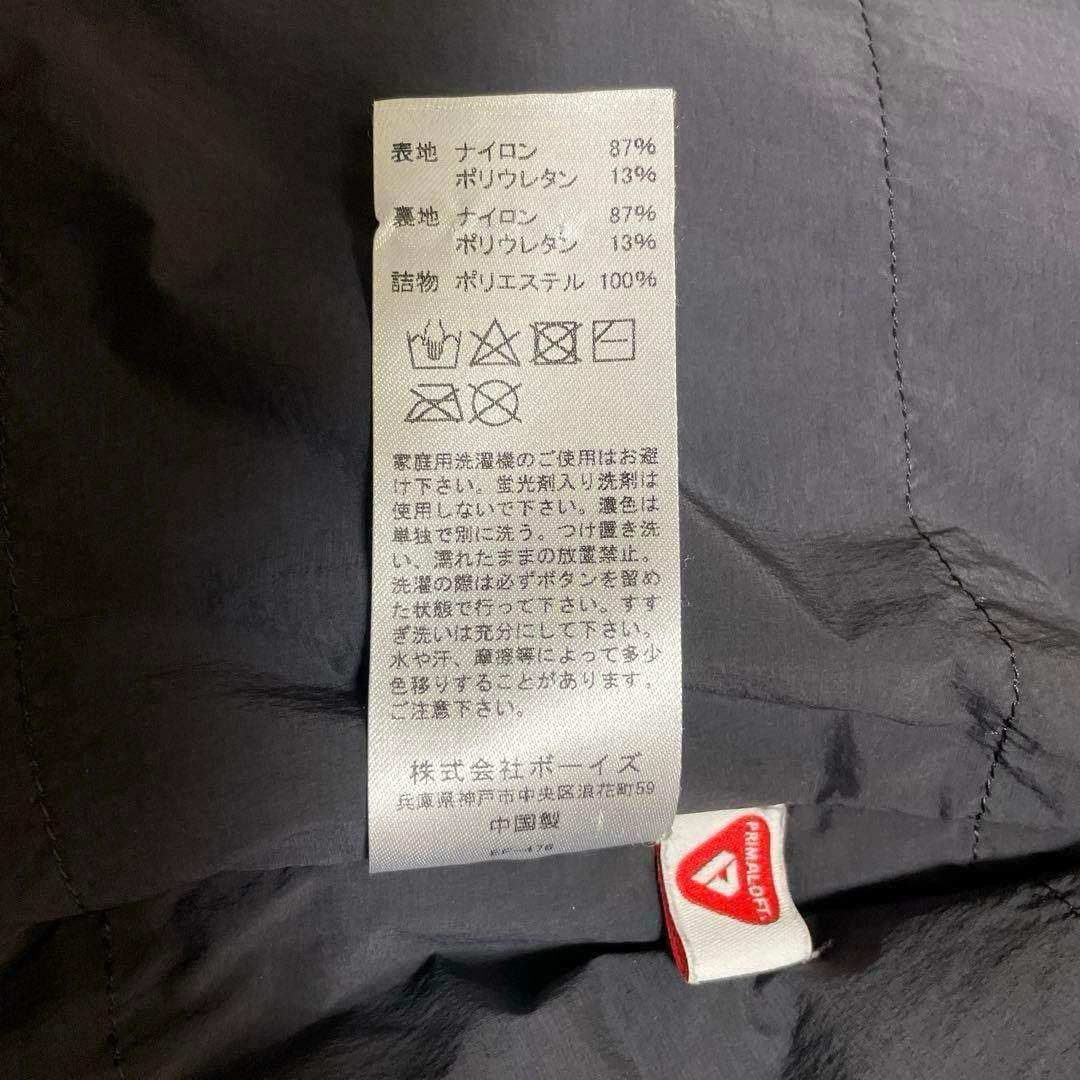 表地 ナイロン 87%
ポリウレタン 13%
裏地 ナイロン 87%
ポリウレタン 13%
詰物 ポリエステル 100%
家庭用洗濯機のご使用はお避
け下さい。蛍光剤入り洗剤は
使用しないで下さい。濃色は
単独で別に洗う。つけ置き洗
い、濡れたままの放置禁止。
洗濯の際は必ずボタンを留め
た状態で行って下さい。すす
ぎ洗いは充分にして下さい。
水や汗、摩擦等によって多少
色移りすることがあります。
ご注意下さい。
株式会社ボーイズ
兵庫県神戸市中央区浪花町59
中国製
PRIMALOFT®